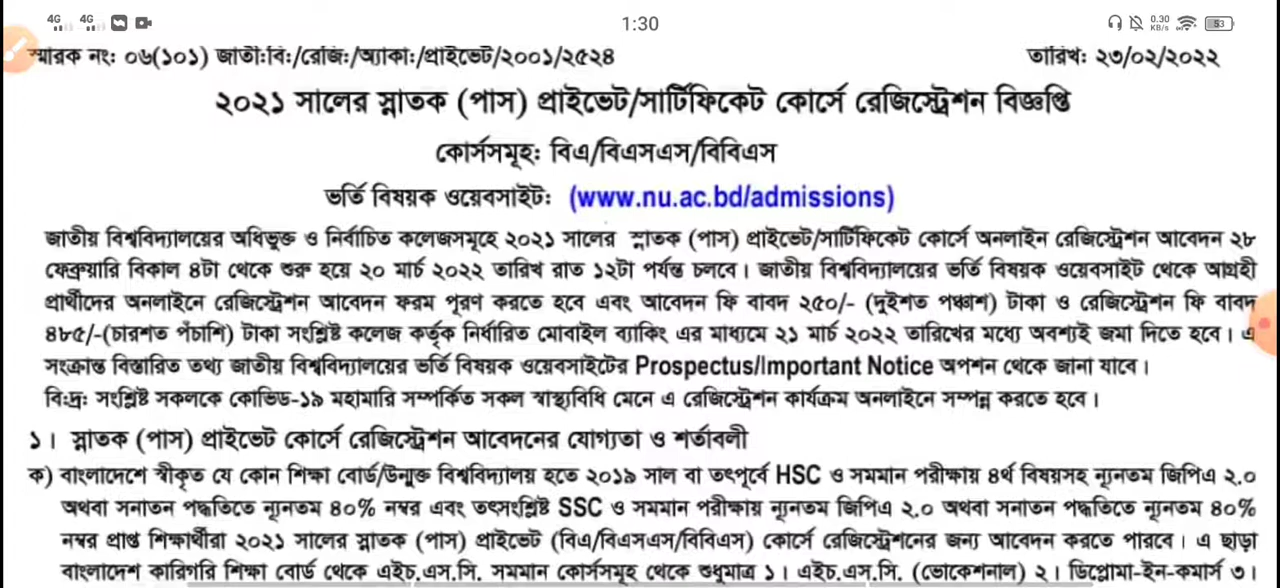 4G 4G 1:30 0.30 KB/s 53
স্মারক নং: ০৬(১০১) জাতী:বি:/রেজি:/অ্যাকা:/প্রাইভেট/২০০১/২৫২৪ তারিখ: ২৩/০২/২০২২
২০২১ সালের স্নাতক (পাস) প্রাইভেট/সার্টিফিকেট কোর্সে রেজিস্ট্রেশন বিজ্ঞপ্তি
কোর্সসমূহ: বিএ/বিএসএস/বিবিএস
ভর্তি বিষয়ক ওয়েবসাইট: (www.nu.ac.bd/admissions)
জাতীয় বিশ্ববিদ্যালয়ের অধিভুক্ত ও নির্বাচিত কলেজসমূহে ২০২১ সালের স্নাতক (পাস) প্রাইভেট/সার্টিফিকেট কোর্সে অনলাইন রেজিস্ট্রেশন আবেদন ২৮
ফেব্রুয়ারি বিকাল ৪টা থেকে শুরু হয়ে ২০ মার্চ ২০২২ তারিখ রাত ১২টা পর্যন্ত চলবে। জাতীয় বিশ্ববিদ্যালয়ের ভর্তি বিষয়ক ওয়েবসাইট থেকে আগ্রহী
প্রার্থীদের অনলাইনে রেজিস্ট্রেশন আবেদন ফরম পূরণ করতে হবে এবং আবেদন ফি বাবদ ২৫০/- (দুইশত পঞ্চাশ) টাকা ও রেজিস্ট্রেশন ফি বাবদ
৪৮৫/-(চারশত পঁচাশি) টাকা সংশ্লিষ্ট কলেজ কর্তৃক নির্ধারিত মোবাইল ব্যাকিং এর মাধ্যমে ২১ মার্চ ২০২২ তারিখের মধ্যে অবশ্যই জমা দিতে হবে। এ
সংক্রান্ত বিস্তারিত তথ্য জাতীয় বিশ্ববিদ্যালয়ের ভর্তি বিষয়ক ওয়েবসাইটের Prospectus/Important Notice অপশন থেকে জানা যাবে।
বি:দ্র: সংশ্লিষ্ট সকলকে কোভিড-১৯ মহামারি সম্পর্কিত সকল স্বাস্থ্যবিধি মেনে এ রেজিস্ট্রেশন কার্যক্রম অনলাইনে সম্পন্ন করতে হবে।
১। স্নাতক (পাস) প্রাইভেট কোর্সে রেজিস্ট্রেশন আবেদনের যোগ্যতা ও শর্তাবলী
ক) বাংলাদেশে স্বীকৃত যে কোন শিক্ষা বোর্ড/উন্মুক্ত বিশ্ববিদ্যালয় হতে ২০১৯ সাল বা তৎপূর্বে HSC ও সমমান পরীক্ষায় ৪র্থ বিষয়সহ ন্যূনতম জিপিএ ২.০
অথবা সনাতন পদ্ধতিতে ন্যূনতম ৪০% নম্বর এবং তৎসংশ্লিষ্ট SSC ও সমমান পরীক্ষায় ন্যূনতম জিপিএ ২.০ অথবা সনাতন পদ্ধতিতে ন্যূনতম ৪০%
নম্বর প্রাপ্ত শিক্ষার্থীরা ২০২১ সালের স্নাতক (পাস) প্রাইভেট (বিএ/বিএসএস/বিবিএস) কোর্সে রেজিস্ট্রেশনের জন্য আবেদন করতে পারবে। এ ছাড়া
বাংলাদেশ কারিগরি শিক্ষা বোর্ড থেকে এইচ.এস.সি. সমমান কোর্সসমূহ থেকে শুধুমাত্র ১। এইচ.এস.সি. (ভোকেশনাল) ২। ডিপ্লোমা-ইন-কমার্স ৩।